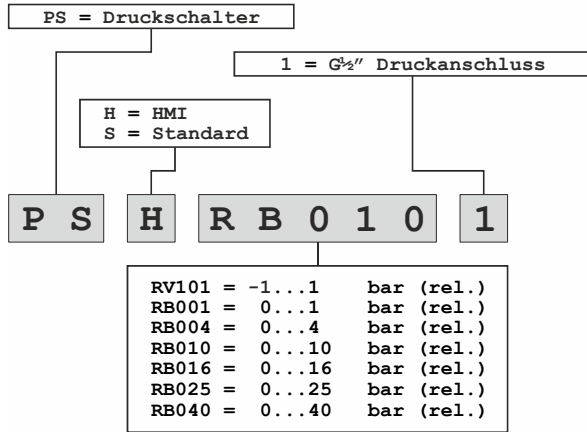 PS = Druckschalter
1 = G½" Druckanschluss
H = HMI
S = Standard
P S H R B 0 1 0 1
RV101 = -1...1 bar (rel.)
RB001 = 0...1 bar (rel.)
RB004 = 0...4 bar (rel.)
RB010 = 0...10 bar (rel.)
RB016 = 0...16 bar (rel.)
RB025 = 0...25 bar (rel.)
RB040 = 0...40 bar (rel.)